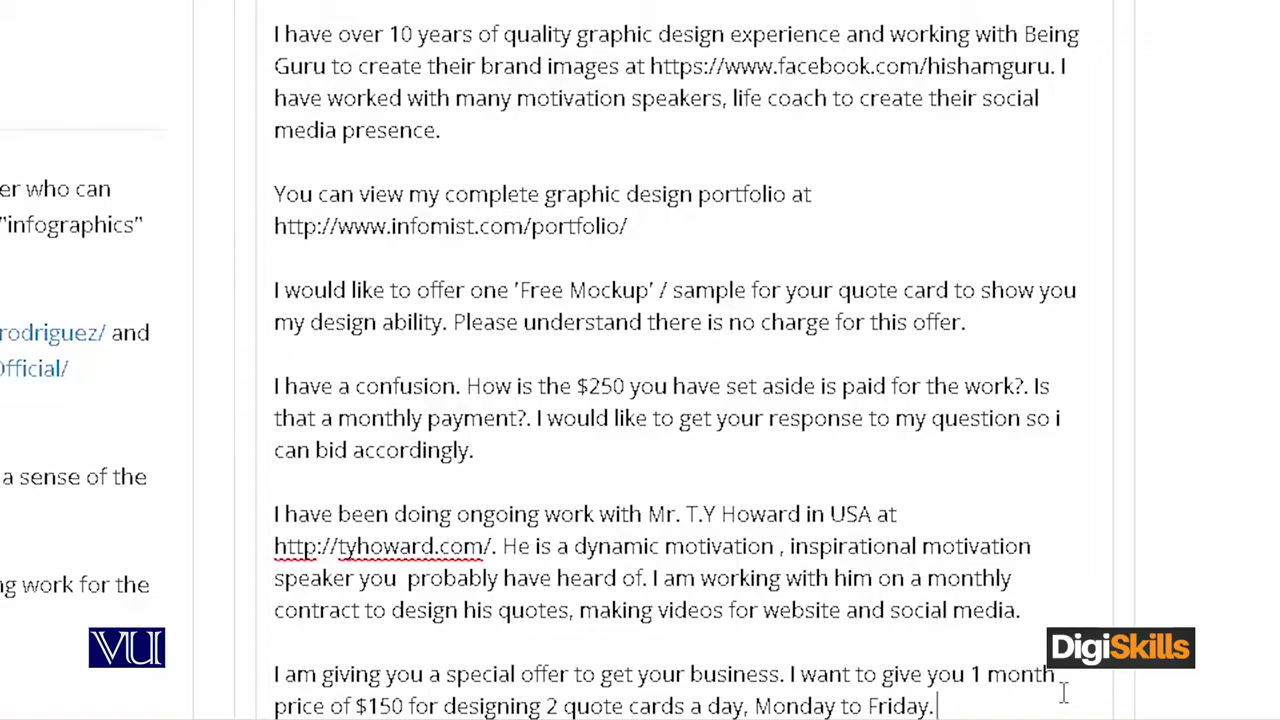 I have over 10 years of quality graphic design experience and working with Being
Guru to create their brand images at https://www.facebook.com/hishamguru. I
have worked with many motivation speakers, life coach to create their social
media presence.
er who can
You can view my complete graphic design portfolio at
"infographics"
http://www.infomist.com/portfolio/
I would like to offer one 'Free Mockup' / sample for your quote card to show you
my design ability. Please understand there is no charge for this offer.
rodriguez/ and
Official/
I have a confusion. How is the $250 you have set aside is paid for the work?. Is
that a monthly payment?. I would like to get your response to my question so i
can bid accordingly.
a sense of the
I have been doing ongoing work with Mr. T.Y Howard in USA at
http://tyhoward.com/. He is a dynamic motivation , inspirational motivation
speaker you  probably have heard of. I am working with him on a monthly
contract to design his quotes, making videos for website and social media.
ng work for the
VU
DigiSkills
I am giving you a special offer to get your business. I want to give you 1 month
price of $150 for designing 2 quote cards a day, Monday to Friday.